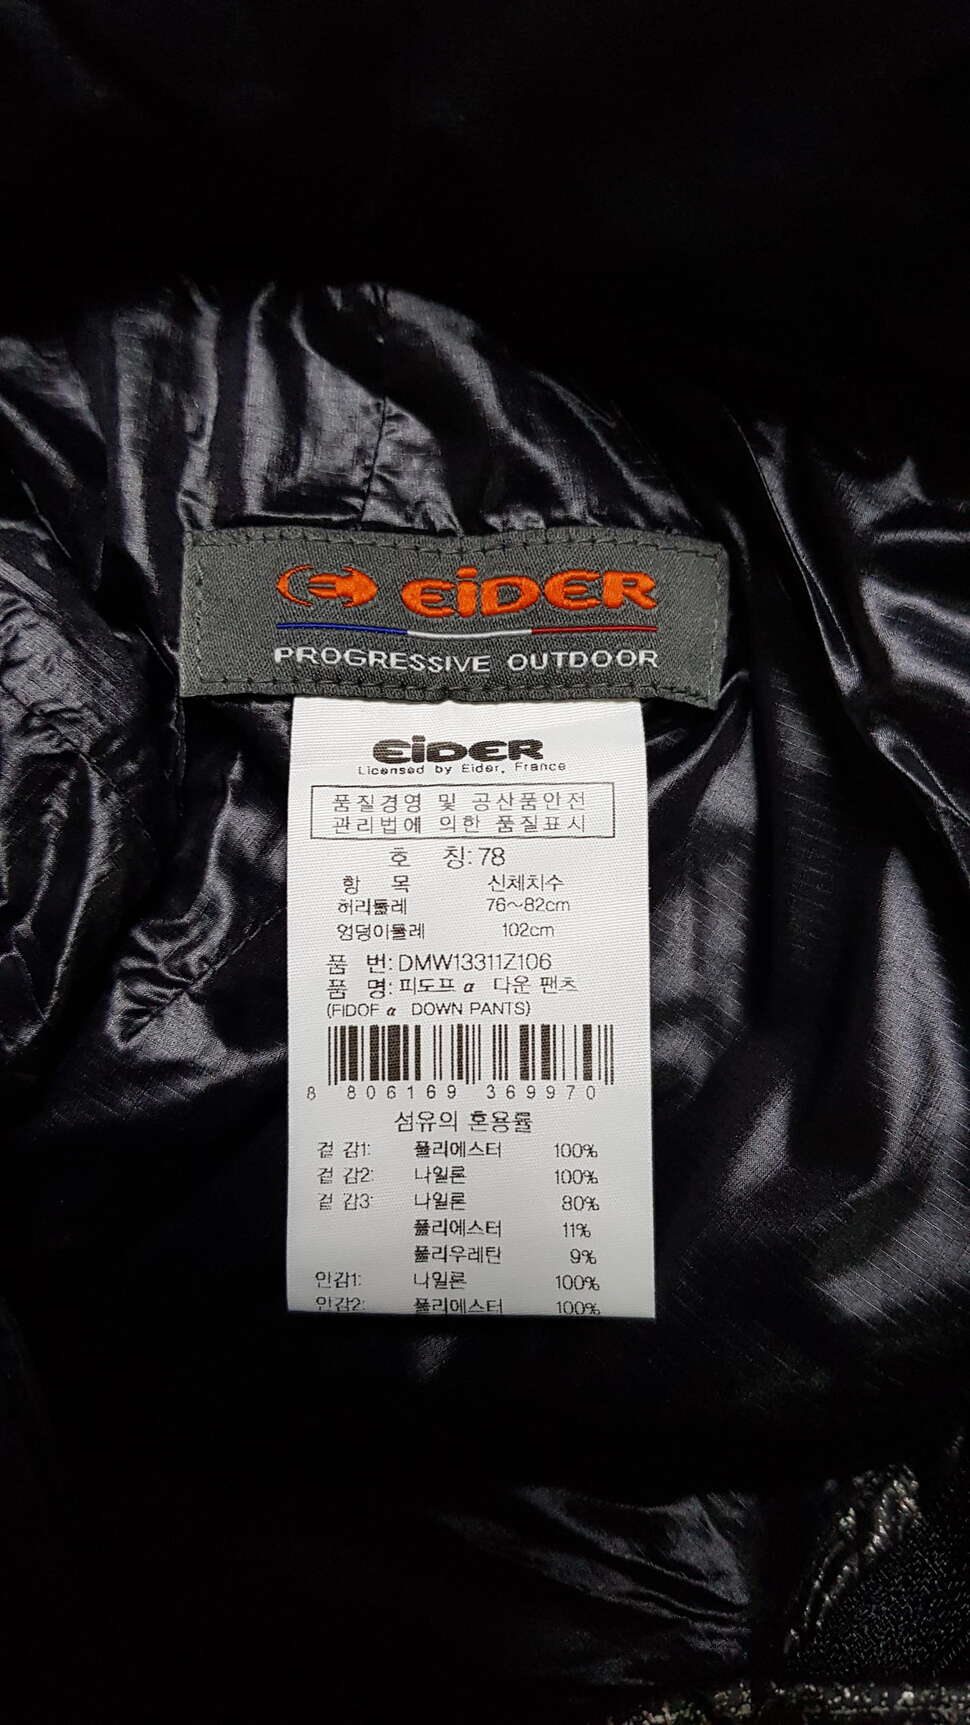 EiDER
PROGRESSIVE OUTDOOR
EiDER
Licensed by Eider, France
품질경영 및 공산품안전
관리법에 의한 품질표시
호 칭: 78
항 목 신체치수
허리둘레 76~82cm
엉덩이둘레 102cm
품 번: DMW13311Z106
품 명: 피도프 α 다운 팬츠
(FIDOF α DOWN PANTS)
8 806169 369970
섬유의 혼용률
겉 감1: 폴리에스터 100%
겉 감2: 나일론 100%
겉 감3: 나일론 80%
폴리에스터 11%
폴리우레탄 9%
안감1: 나일론 100%
안감2: 폴리에스터 100%